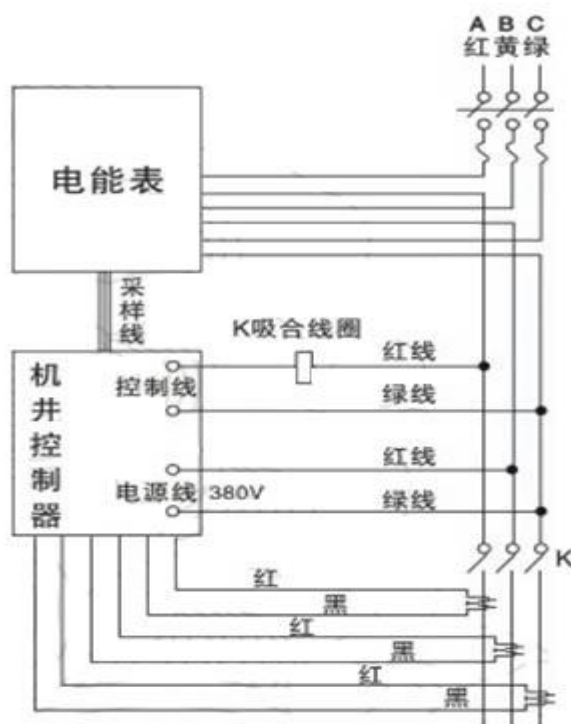 A B C
红 黄 绿
电能表
采样线
K吸合线圈
红线
机井控制器
控制线
绿线
红线
电源线 380V
绿线
K
红
黑
红
黑
红
黑